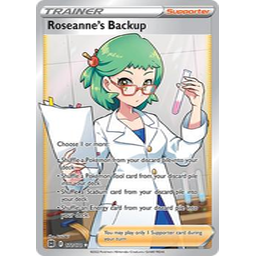 TRAINER Supporter
Roseanne's Backup
Choose 1 or more:
Shuffle a Pokémon from your discard pile into
Shuffle a Pokémon Tool card from your discard pile
Stadium card from your discard pile into
Energy card from your discard pile into
You may play only 1 Supporter card during
your turn.